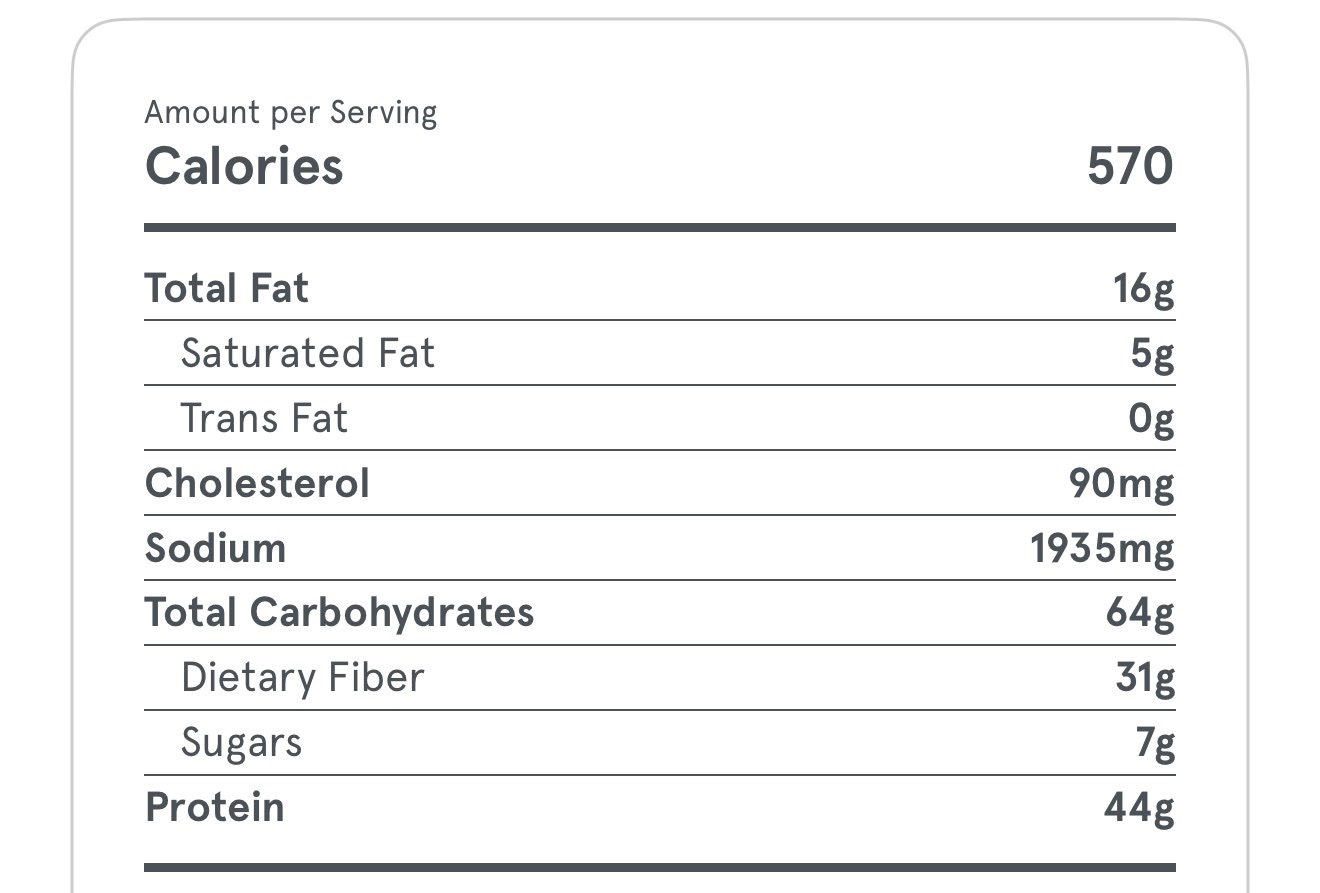 Amount per Serving
Calories 570
Total Fat 16g
Saturated Fat 5g
Trans Fat 0g
Cholesterol 90mg
Sodium 1935mg
Total Carbohydrates 64g
Dietary Fiber 31g
Sugars 7g
Protein 44g